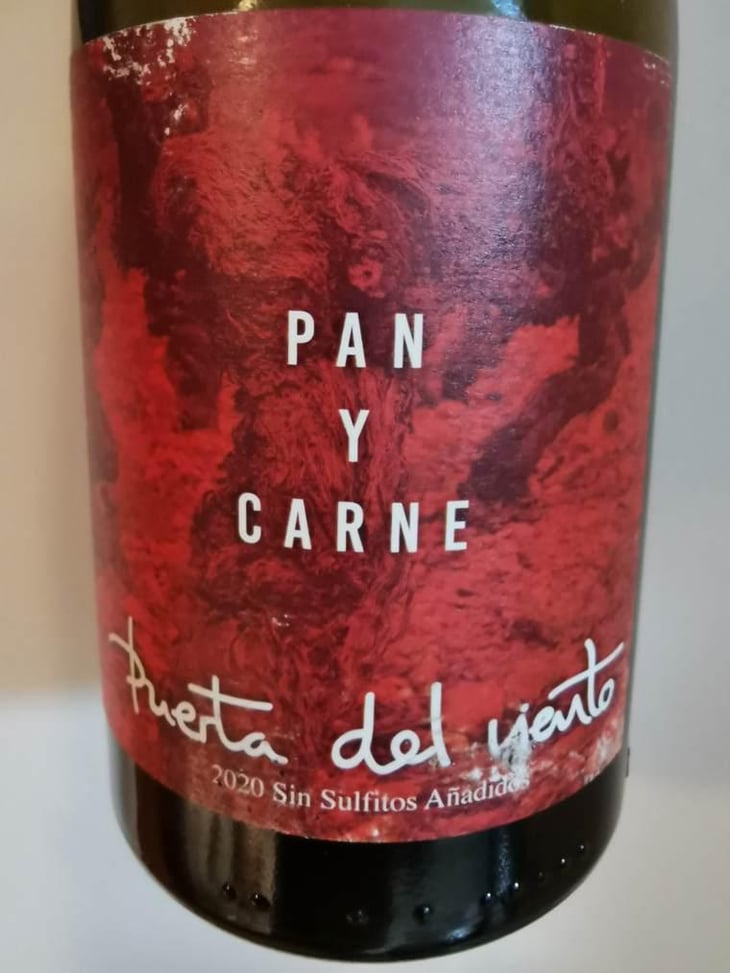 PAN
Y
CARNE
Puerta del viento
2020 Sin Sulfitos Añadidos